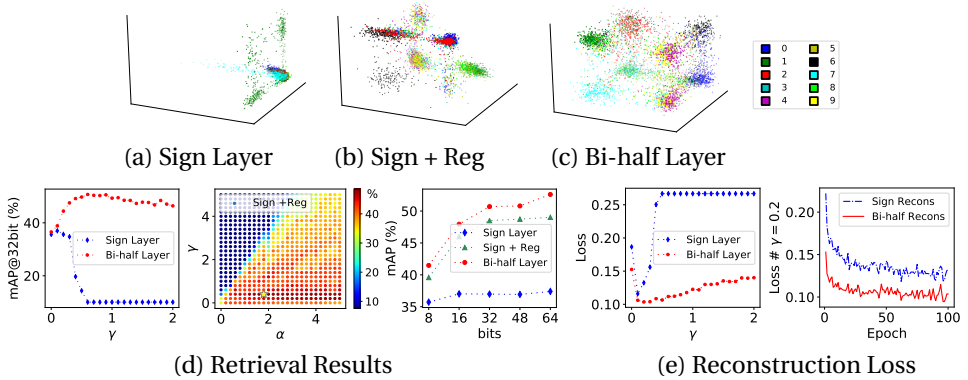 0 5
1 6
2 7
3 8
4 9
(a) Sign Layer (b) Sign + Reg (c) Bi-half Layer
mAP@32bit (%)
40
20
0 1 2
γ
Sign Layer
Bi-half Layer
γ
4
2
0
0 2 4
α
Sign +Reg
%
40
30
20
10
mAP (%)
50
45
40
35
8 16 32 48 64
bits
Sign Layer
Sign + Reg
Bi-half Layer
Loss
0.25
0.20
0.15
0.10
0 1 2
γ
Sign Layer
Bi-half Layer
Loss # γ = 0.2
0.20
0.15
0.10
0 50 100
Epoch
Sign Recons
Bi-half Recons
(d) Retrieval Results (e) Reconstruction Loss